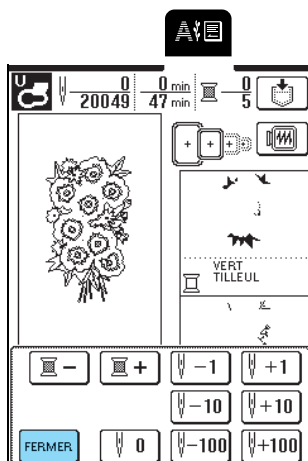 A
U
0 0 min 0
20049 47 min 5
VERT
TILLEUL
− + −1 +1
−10 +10
FERMER 0 −100 +100